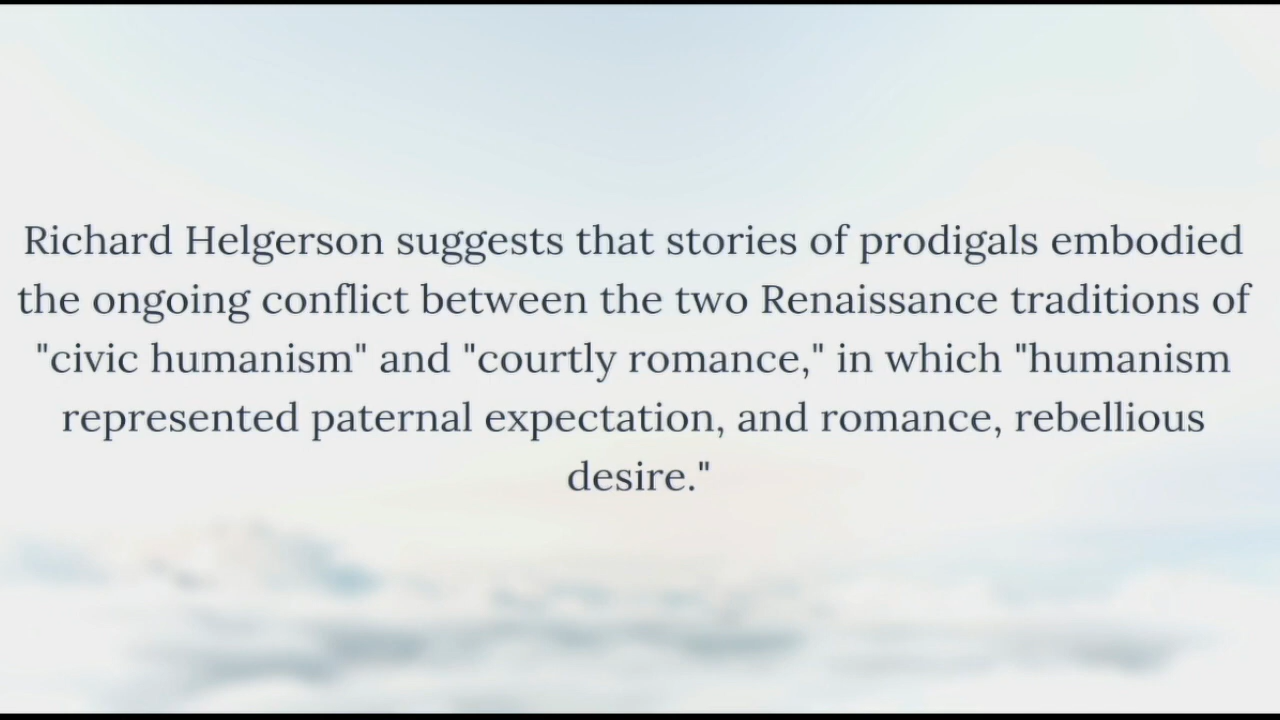 Richard Helgerson suggests that stories of prodigals embodied
the ongoing conflict between the two Renaissance traditions of
"civic humanism" and "courtly romance," in which "humanism
represented paternal expectation, and romance, rebellious
desire."